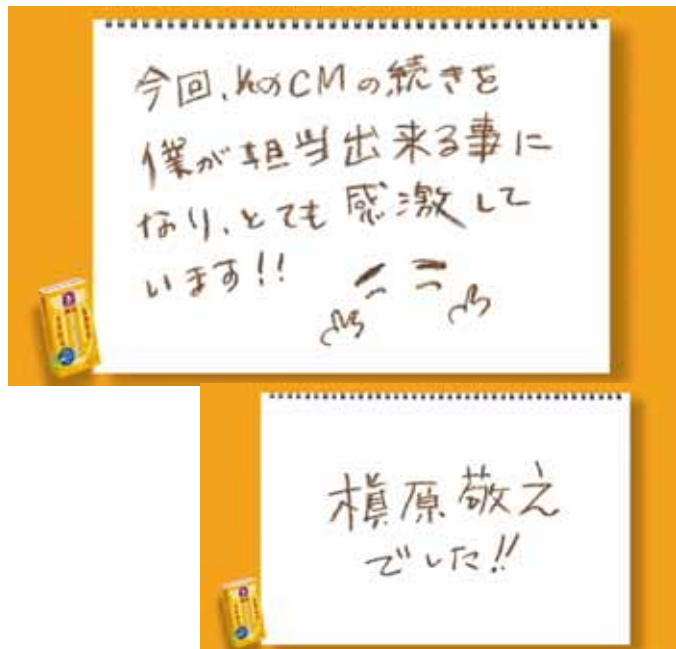 今回、そのCMの続きを
僕が担当出来る事に
なり、とても感激して
います!!
槇原敬之
でした!!